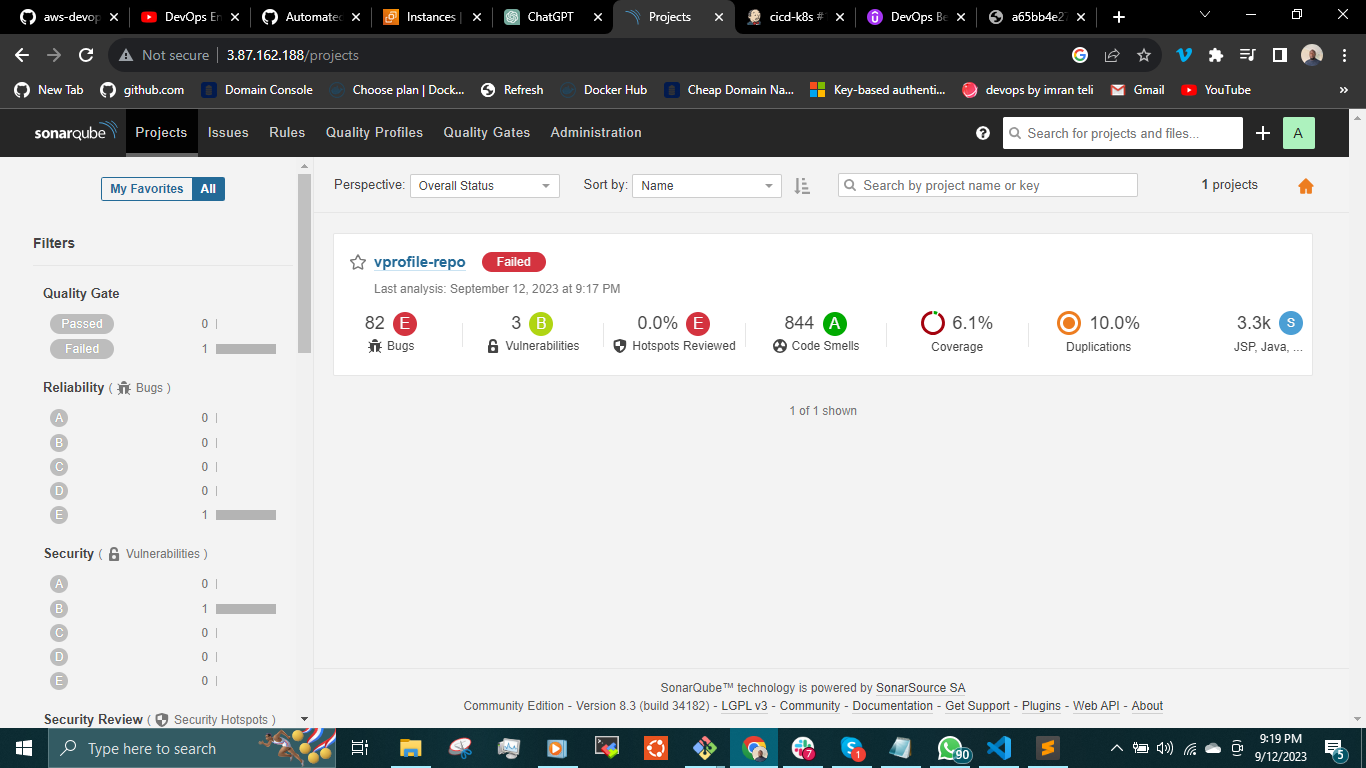 aws-devop
DevOps En
Automated
Instances |
ChatGPT
Projects
cicd-k8s #
DevOps Be
a65bb4e27
Not secure | 3.87.162.188/projects
New Tab
github.com
Domain Console
Choose plan | Dock...
Refresh
Docker Hub
Cheap Domain Na...
Key-based authenti...
devops by imran teli
Gmail
YouTube
»
sonarqube Projects Issues Rules Quality Profiles Quality Gates Administration
Search for projects and files...
A
My Favorites All
Perspective: Overall Status
Sort by: Name
Search by project name or key
1 projects
Filters
Quality Gate
Passed 0
Failed 1
Reliability ( Bugs )
A 0
B 0
C 0
D 0
E 1
Security ( Vulnerabilities )
A 0
B 1
C 0
D 0
E 0
Security Review ( Security Hotspots )
vprofile-repo Failed
Last analysis: September 12, 2023 at 9:17 PM
82 E
Bugs
3 B
Vulnerabilities
0.0% E
Hotspots Reviewed
844 A
Code Smells
6.1%
Coverage
10.0%
Duplications
3.3k S
JSP, Java, ...
1 of 1 shown
SonarQube™ technology is powered by SonarSource SA
Community Edition - Version 8.3 (build 34182) - LGPL v3 - Community - Documentation - Get Support - Plugins - Web API - About
Type here to search
7
1
90
9:19 PM
9/12/2023
5